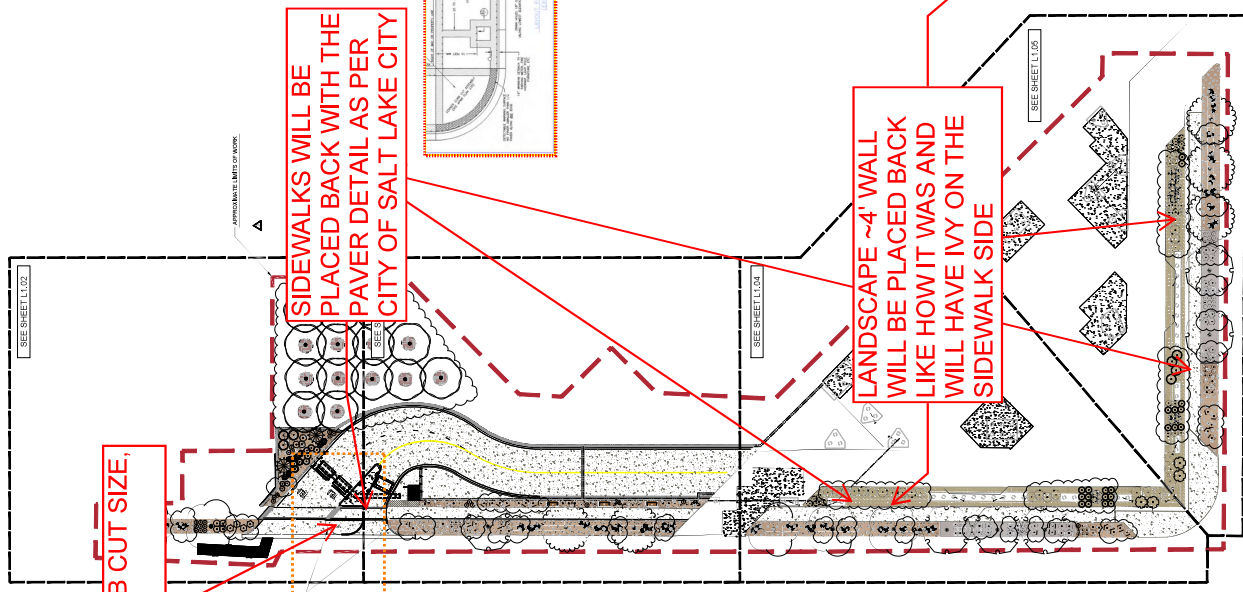 SIDEWALKS WILL BE
PLACED BACK WITH THE
PAVER DETAIL AS PER
CITY OF SALT LAKE CITY
LANDSCAPE ~4' WALL
WILL BE PLACED BACK
LIKE HOW IT WAS AND
WILL HAVE IVY ON THE
SIDEWALK SIDE
B CUT SIZE,
APPROXIMATE LIMITS OF WORK
SEE SHEET L1.02
SEE S
SEE SHEET L1.04
SEE SHEET L1.05